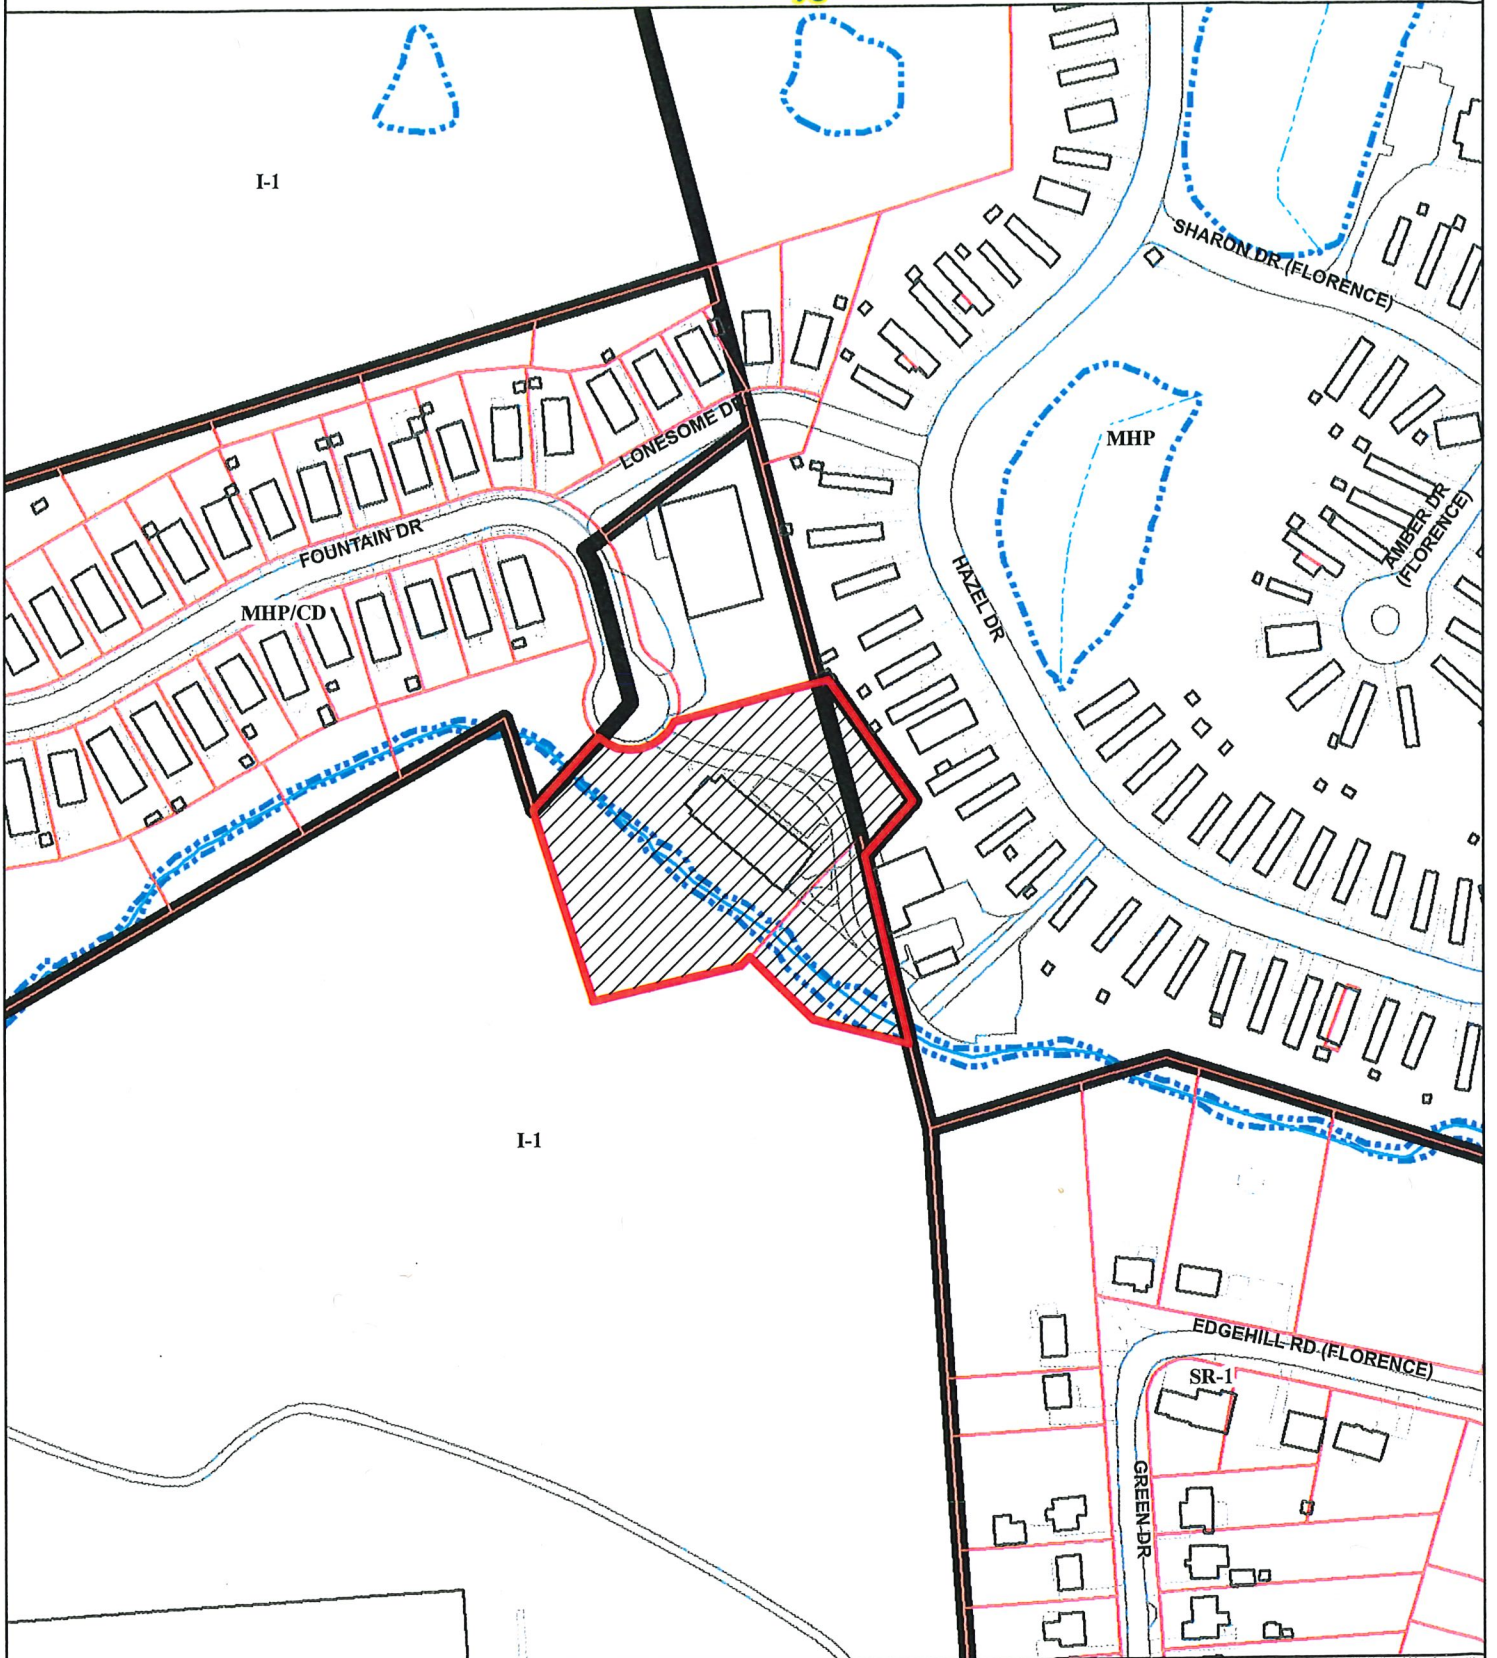 I-1
SHARON DR (FLORENCE)
MHP
LONESOME DR
AMBER DR
(FLORENCE)
FOUNTAIN DR
HAZEL DR
MHP/CD
I-1
EDGEHILL RD (FLORENCE)
SR-1
GREEN DR